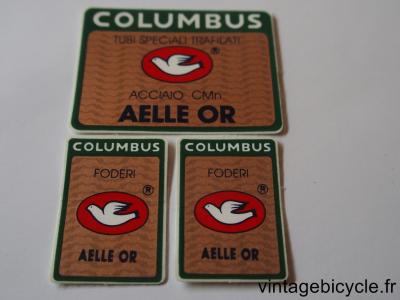 COLUMBUS
TUBI SPECIALI TRAFILATI
®
ACCIAIO CMn.
AELLE OR
COLUMBUS
FODERI
®
AELLE OR
COLUMBUS
FODERI
®
AELLE OR
vintagebicycle.fr